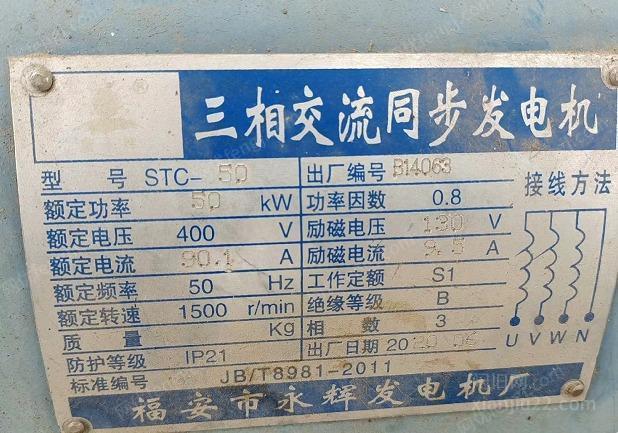 三相交流同步发电机
型 号 STC-50 出厂编号 B14063
额定功率 50 kW 功率因数 0.8 接线方法
额定电压 400 V 励磁电压 130 V
额定电流 90.1 A 励磁电流 9.5 A
额定频率 50 Hz 工作定额 S1
额定转速 1500 r/min 绝缘等级 B
质 量 Kg 相 数 3 U V W N
防护等级 IP21 出厂日期 2020 06
标准编号 JB/T8981-2011
福安市永辉发电机厂